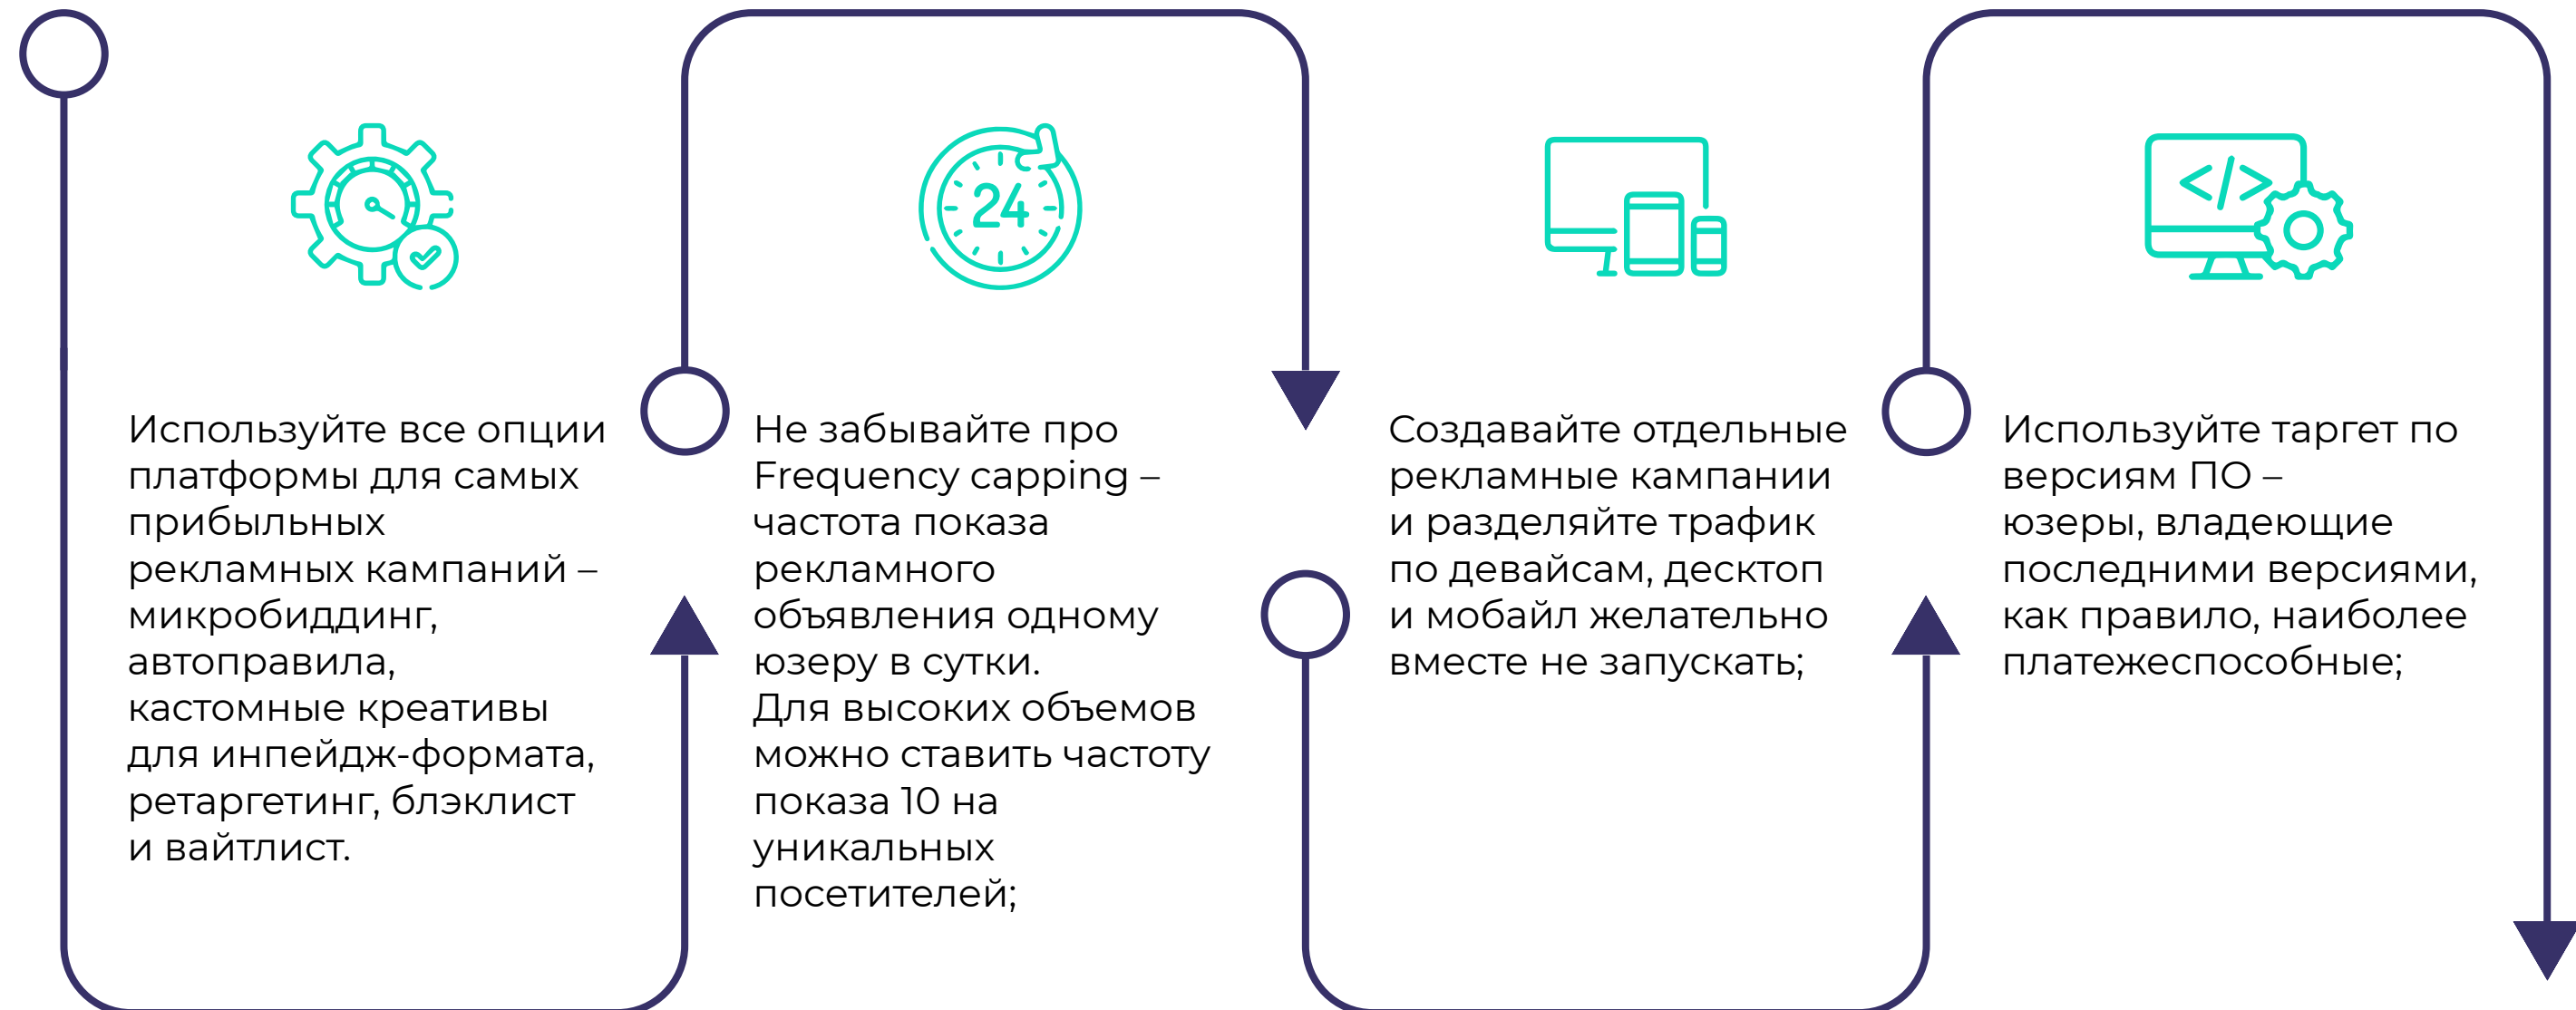 24
</>
Используйте все опции
платформы для самых
прибыльных
рекламных кампаний –
микробиддинг,
автоправила,
кастомные креативы
для инпейдж-формата,
ретаргетинг, блэклист
и вайтлист.
Не забывайте про
Frequency capping –
частота показа
рекламного
объявления одному
юзеру в сутки.
Для высоких объемов
можно ставить частоту
показа 10 на
уникальных
посетителей;
Создавайте отдельные
рекламные кампании
и разделяйте трафик
по девайсам, десктоп
и мобайл желательно
вместе не запускать;
Используйте таргет по
версиям ПО –
юзеры, владеющие
последними версиями,
как правило, наиболее
платежеспособные;